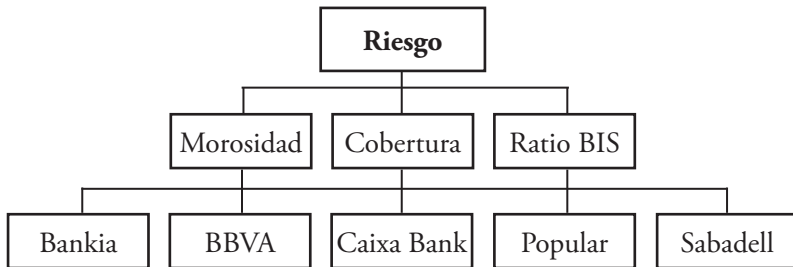 Riesgo
Morosidad
Cobertura
Ratio BIS
Bankia
BBVA
Caixa Bank
Popular
Sabadell